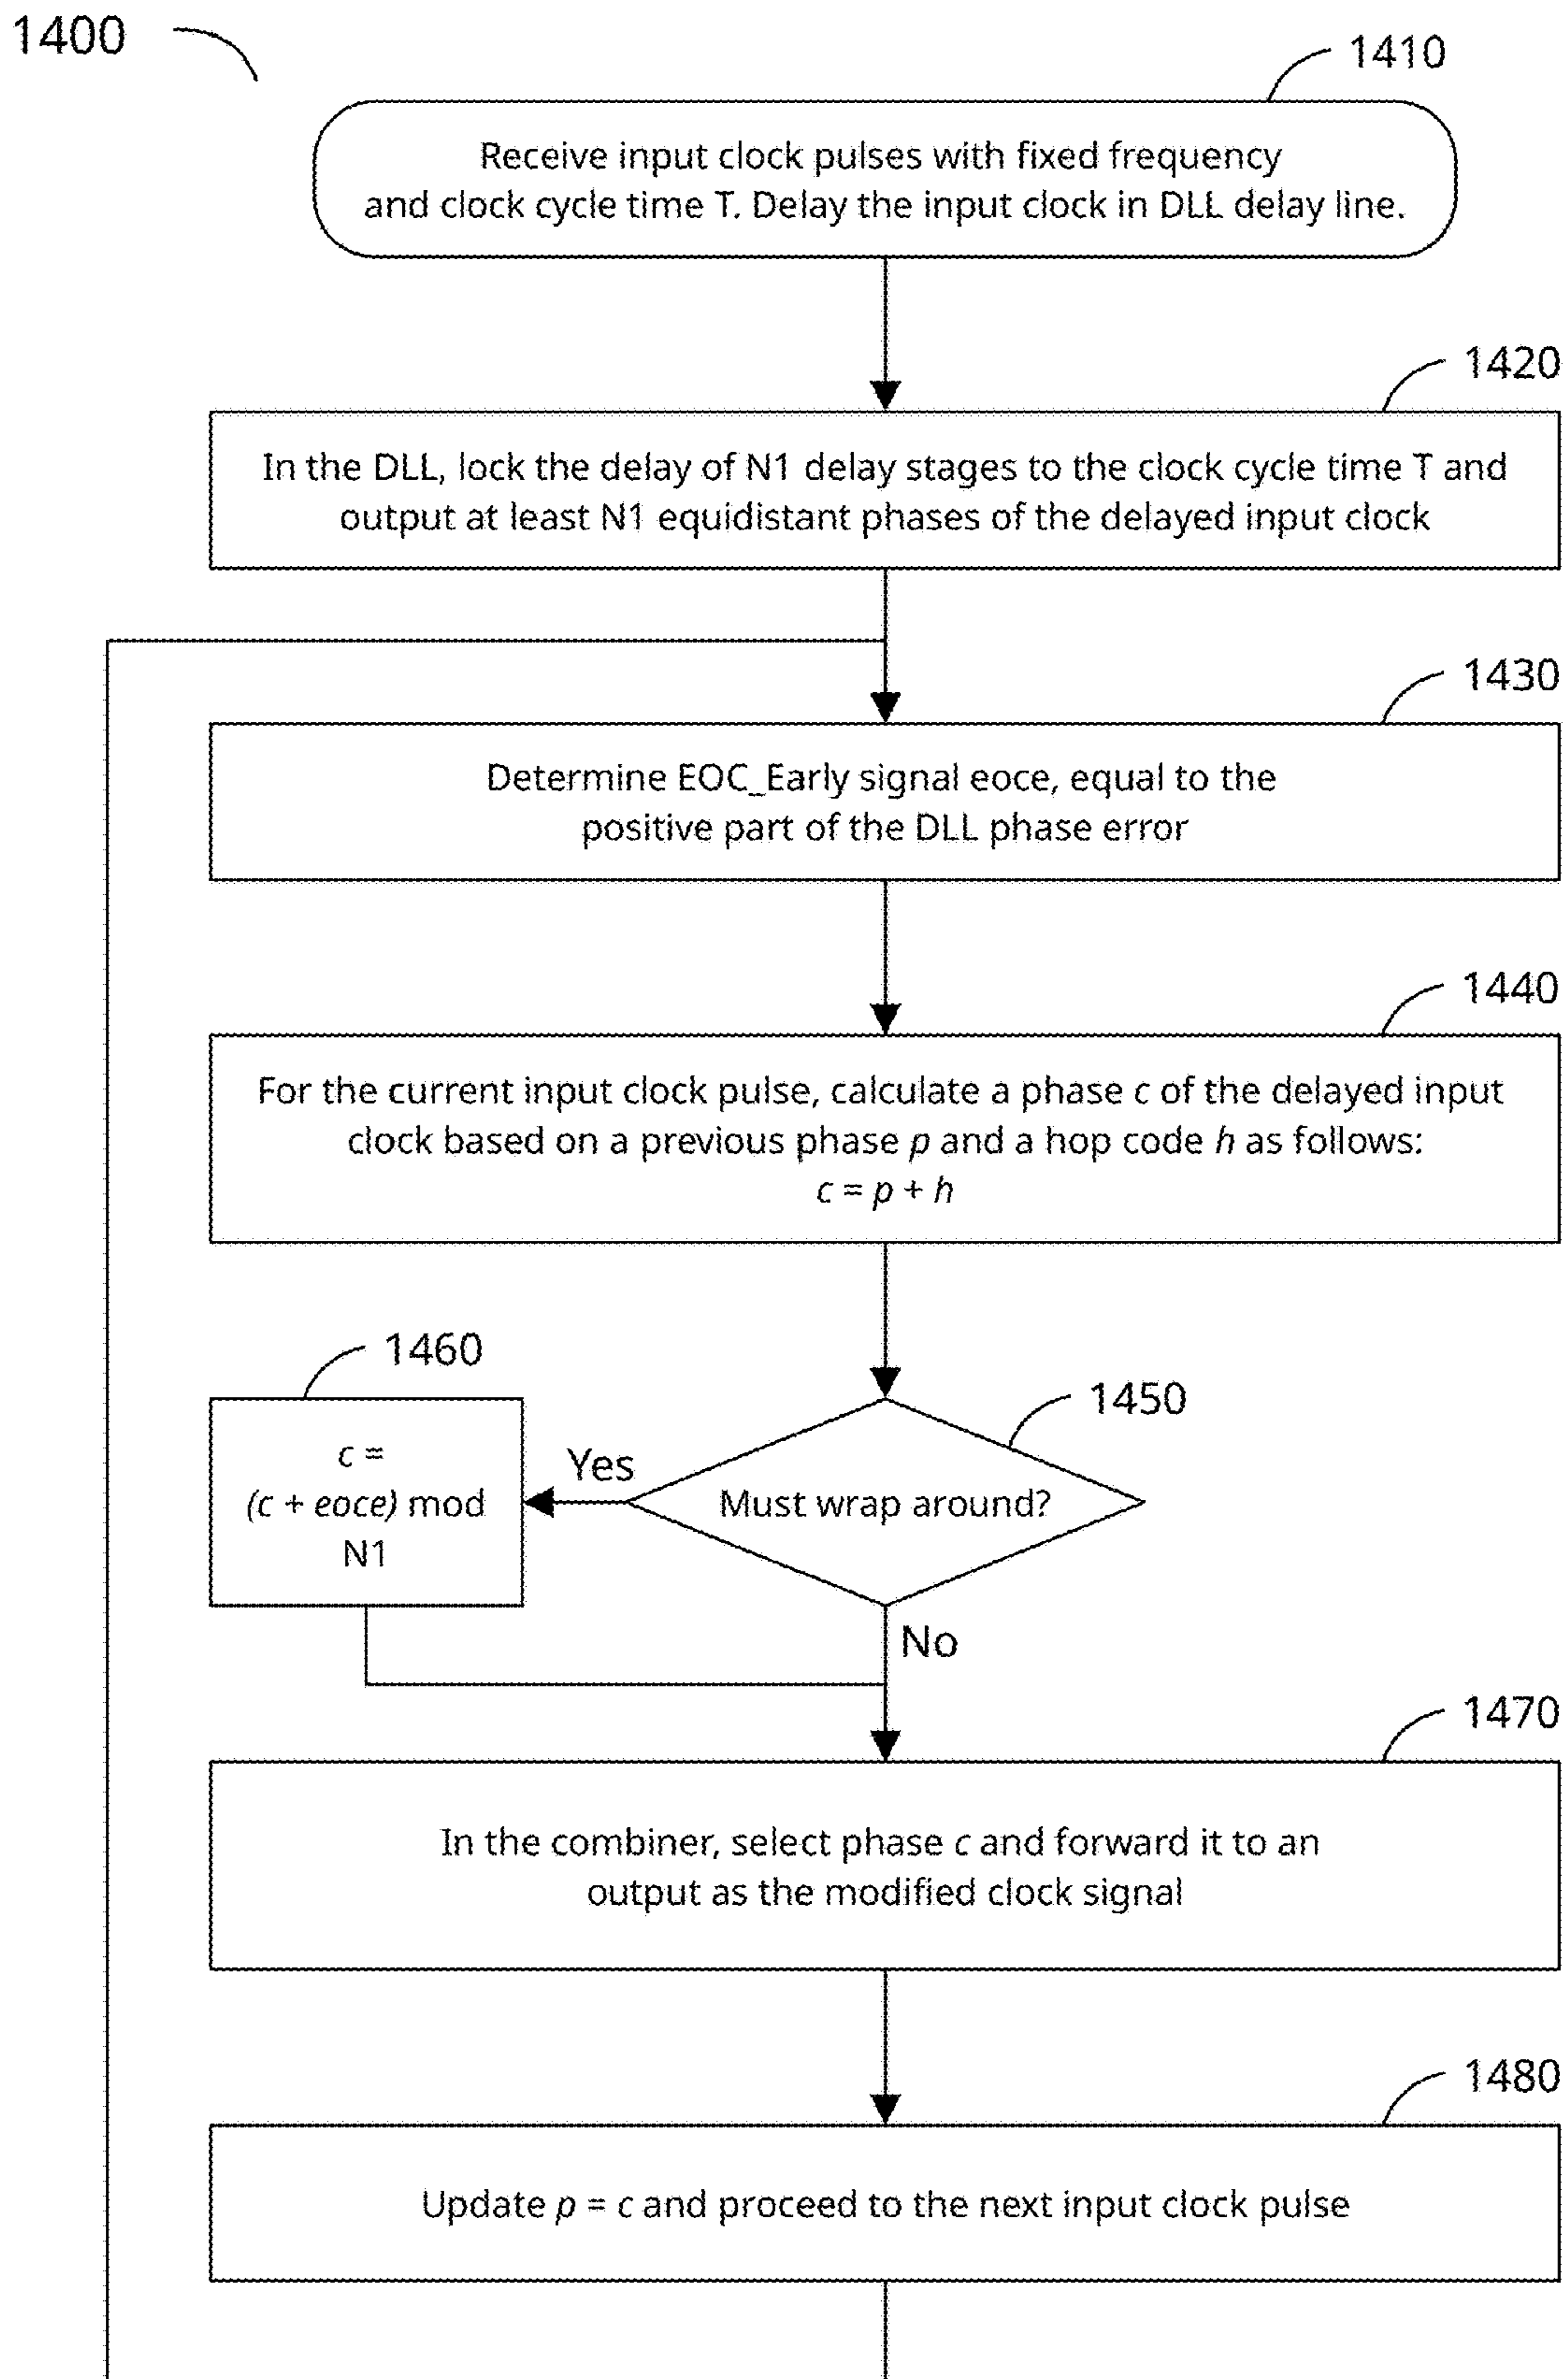 1400
1410
Receive input clock pulses with fixed frequency
and clock cycle time T. Delay the input clock in DLL delay line.
1420
In the DLL, lock the delay of N1 delay stages to the clock cycle time T and
output at least N1 equidistant phases of the delayed input clock
1430
Determine EOC_Early signal eoce, equal to the
positive part of the DLL phase error
1440
For the current input clock pulse, calculate a phase c of the delayed input
clock based on a previous phase p and a hop code h as follows:
c = p + h
1460
1450
c =
(c + eoce) mod
N1
Yes
Must wrap around?
No
1470
In the combiner, select phase c and forward it to an
output as the modified clock signal
1480
Update p = c and proceed to the next input clock pulse